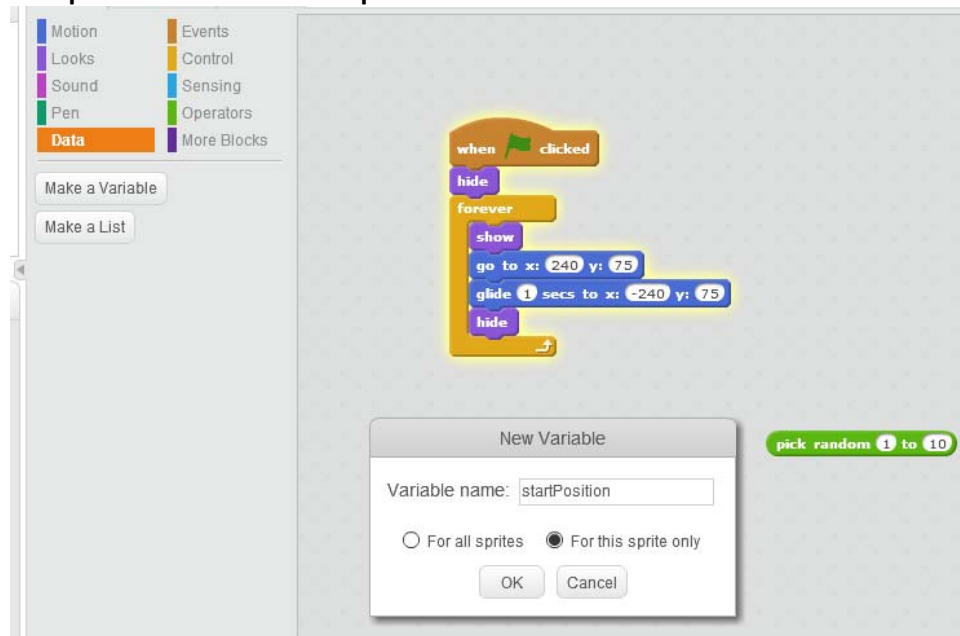 Motion
Events
Looks
Control
Sound
Sensing
Pen
Operators
Data
More Blocks
Make a Variable
Make a List
when clicked
hide
forever
show
go to x: 240 y: 75
glide 1 secs to x: -240 y: 75
hide
pick random 1 to 10
New Variable
Variable name: startPosition
For all sprites For this sprite only
OK Cancel